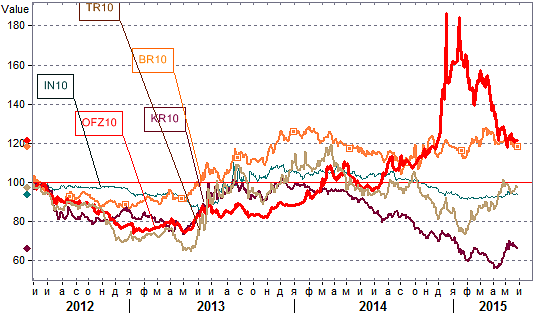 Value
TR10
BR10
IN10
OFZ10
KR10
180
160
140
120
100
80
60
и и а с о н д я ф м а м и и а с о н д я ф м а м и и а с о н д я ф м а м и
2012 2013 2014 2015